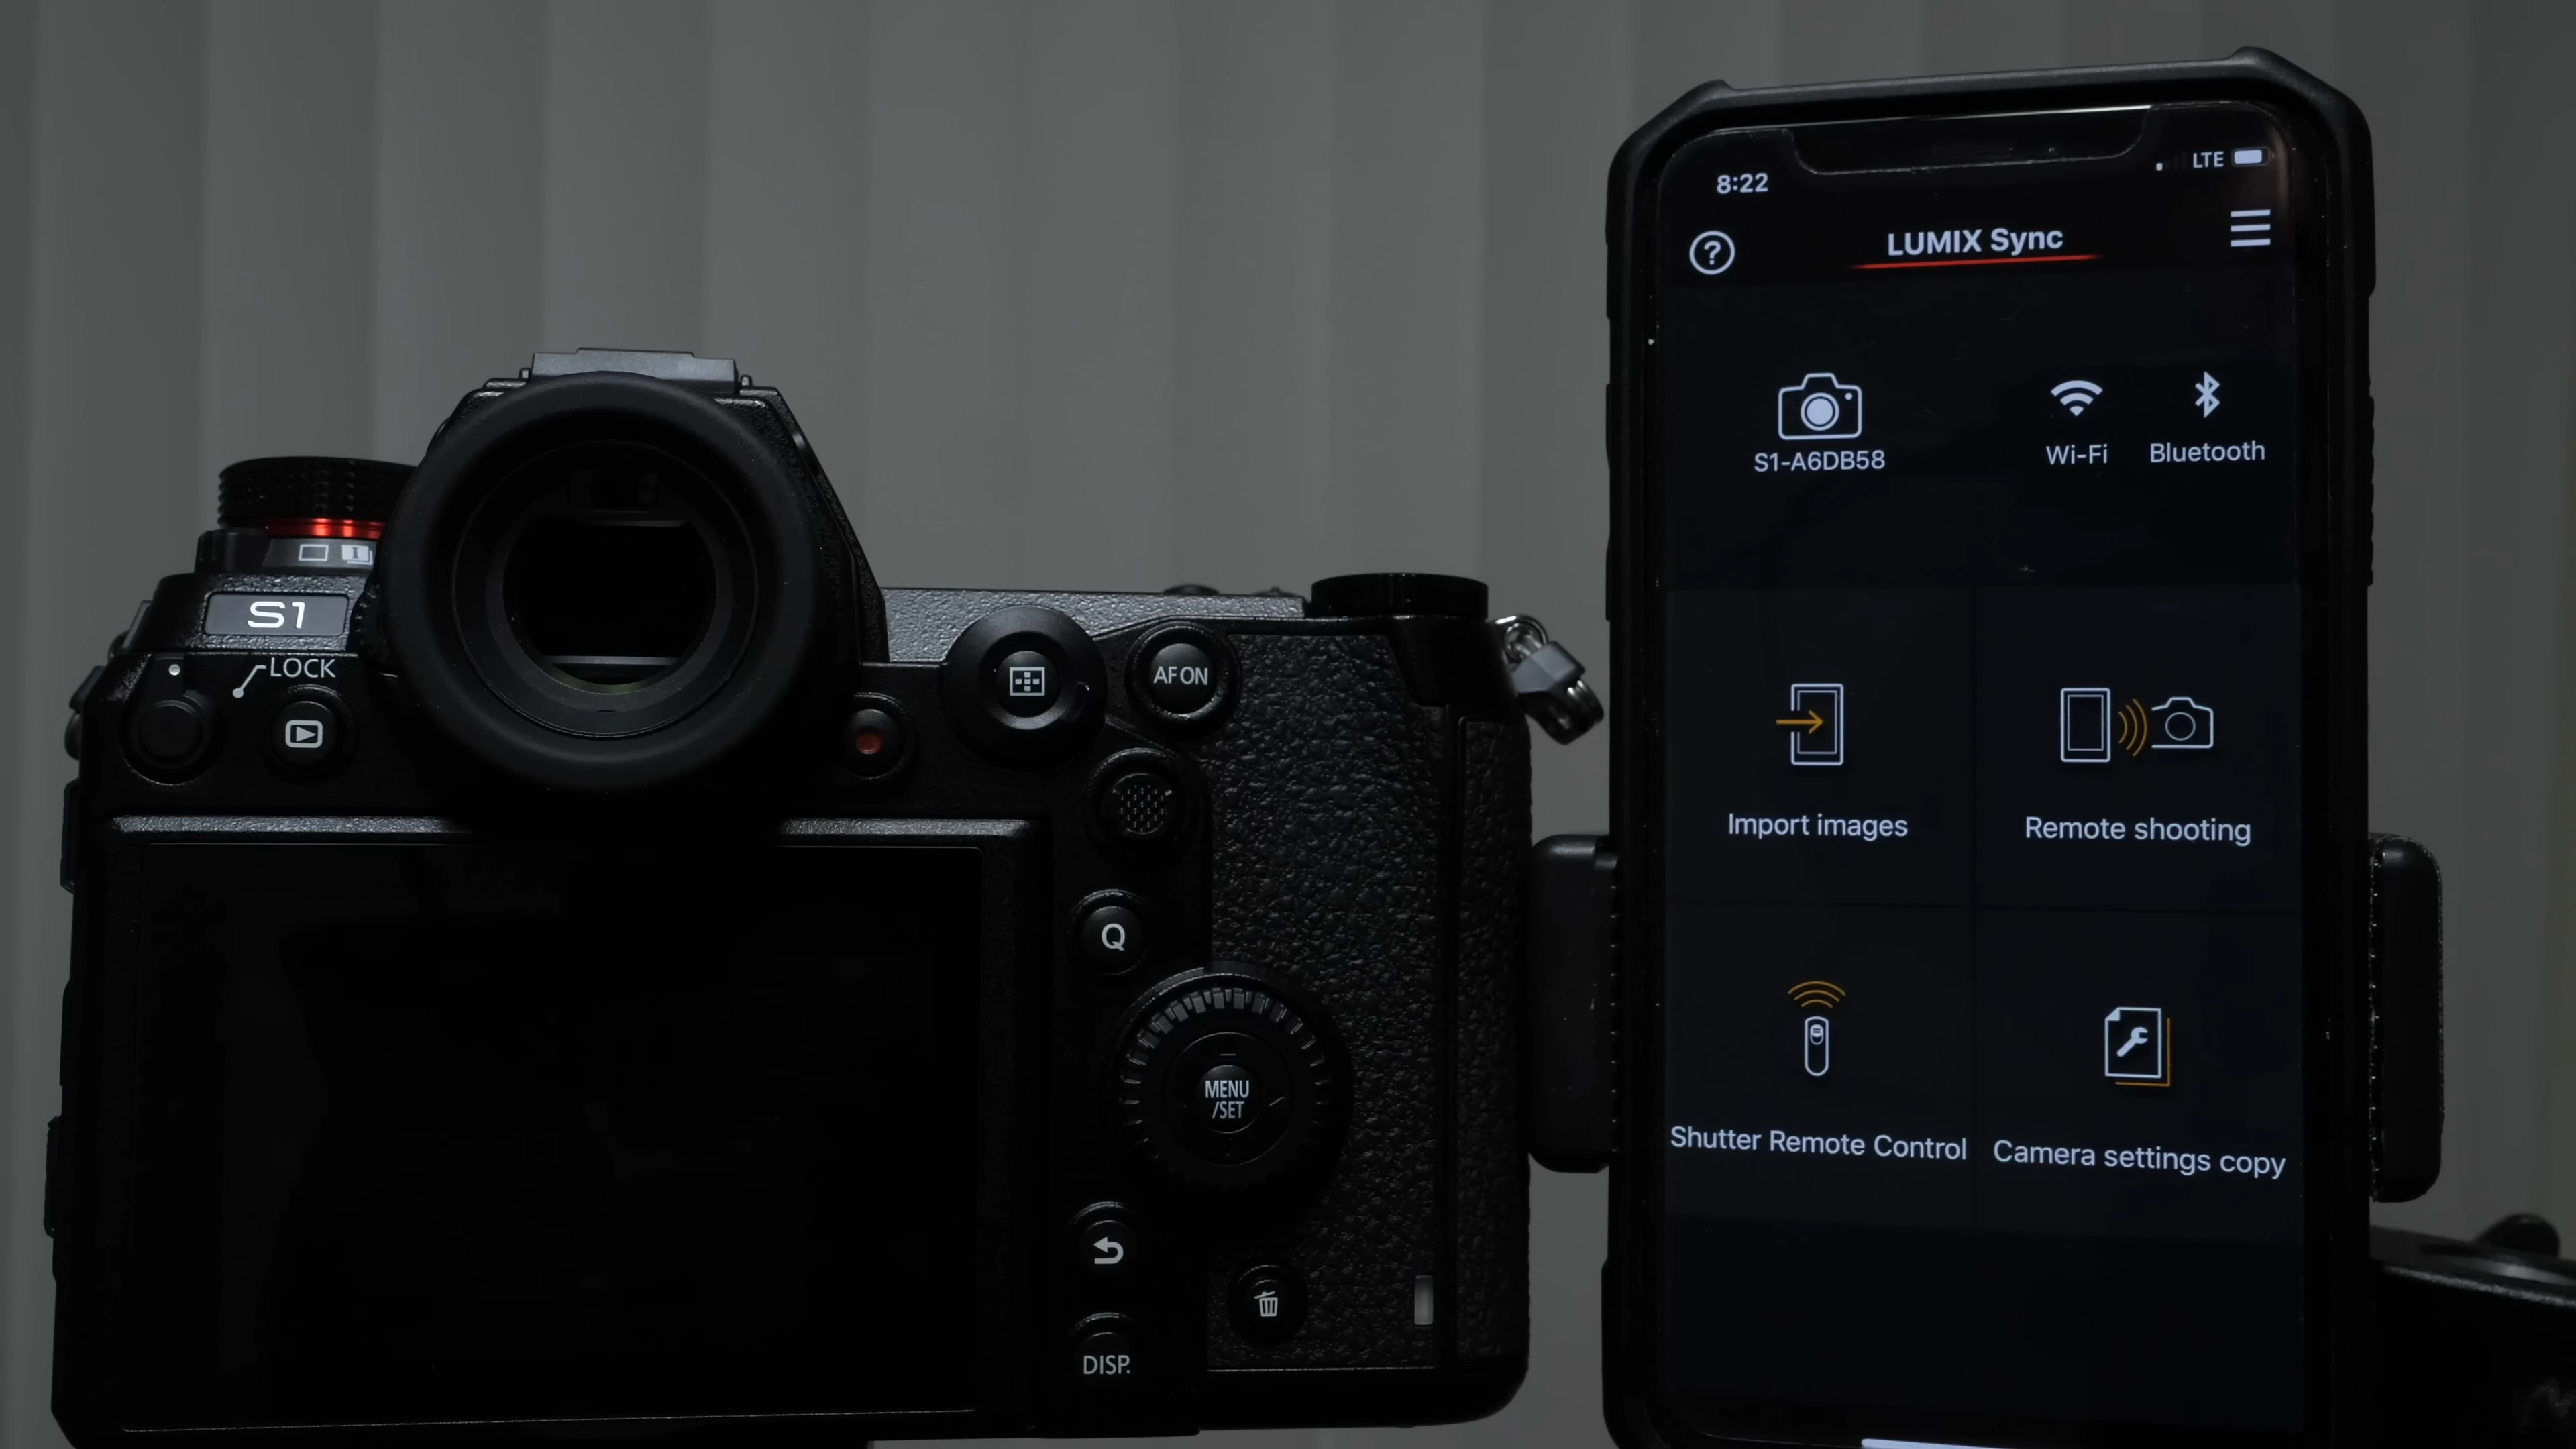 S1
LOCK
AF ON
Q
MENU
/SET
DISP.
8:22
LTE
?
LUMIX Sync
S1-A6DB58
Wi-Fi
Bluetooth
Import images
Remote shooting
Shutter Remote Control
Camera settings copy